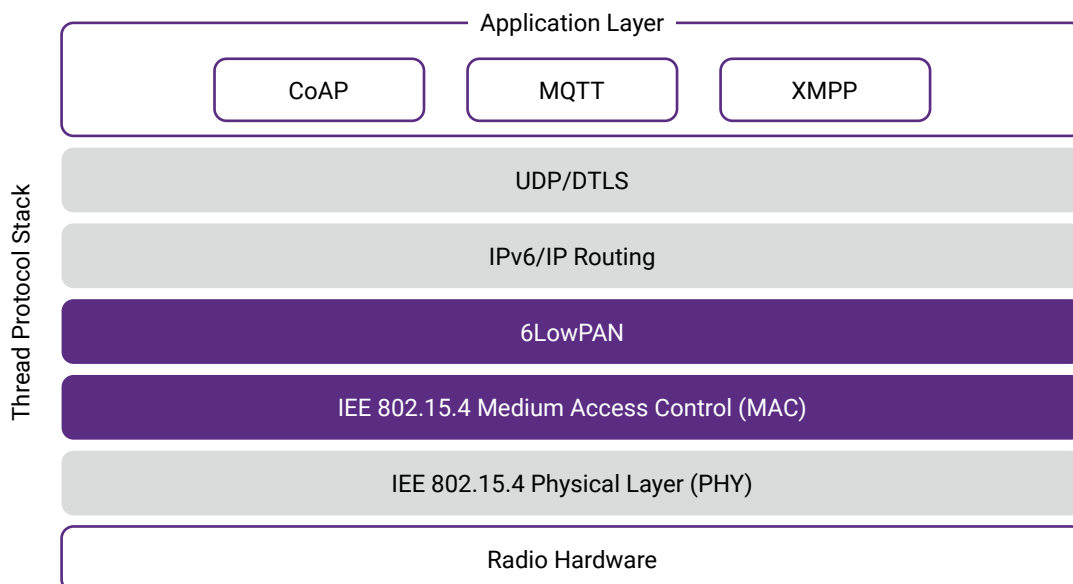 Application Layer
CoAP
MQTT
XMPP
UDP/DTLS
IPv6/IP Routing
6LowPAN
IEE 802.15.4 Medium Access Control (MAC)
IEE 802.15.4 Physical Layer (PHY)
Radio Hardware
Thread Protocol Stack